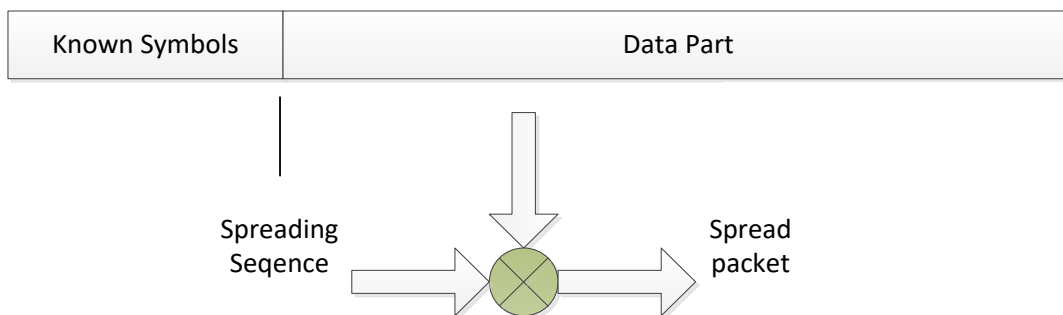 Known Symbols
Data Part
Spreading
Seqence
Spread
packet